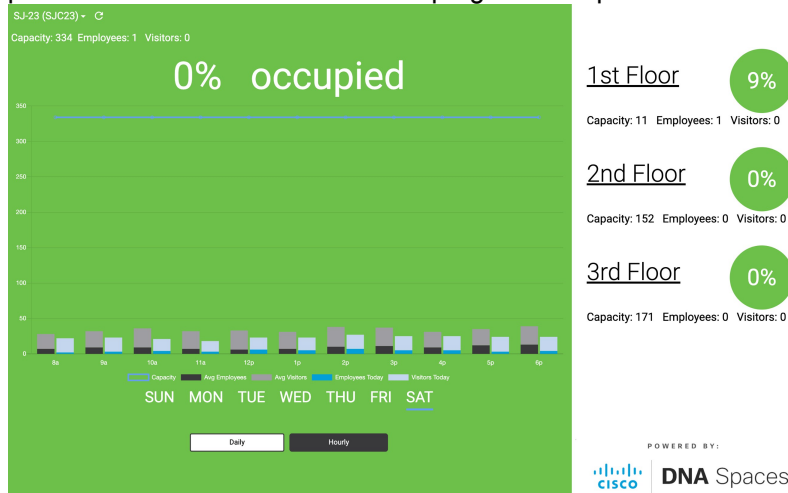 SJ-23 (SJC23)
Capacity: 334 Employees: 1 Visitors: 0
0% occupied
350
300
250
200
150
100
50
0
8a 9a 10a 11a 12p 1p 2p 3p 4p 5p 6p
Capacity Avg Employees Avg Visitors Employees Today Visitors Today
SUN MON TUE WED THU FRI SAT
Daily Hourly
1st Floor 9%
Capacity: 11 Employees: 1 Visitors: 0
2nd Floor 0%
Capacity: 152 Employees: 0 Visitors: 0
3rd Floor 0%
Capacity: 171 Employees: 0 Visitors: 0
POWERED BY:
CISCO DNA Spaces